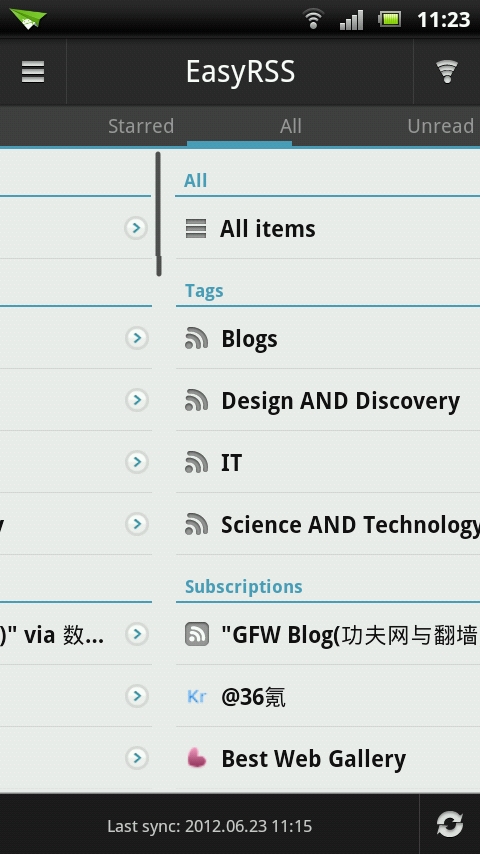 11:23
EasyRSS
Starred All Unread
All
All items
Tags
Blogs
Design AND Discovery
IT
y
Science AND Technology
Subscriptions
)" via 数...
"GFW Blog(功夫网与翻墙
Kr @36氪
Best Web Gallery
Last sync: 2012.06.23 11:15